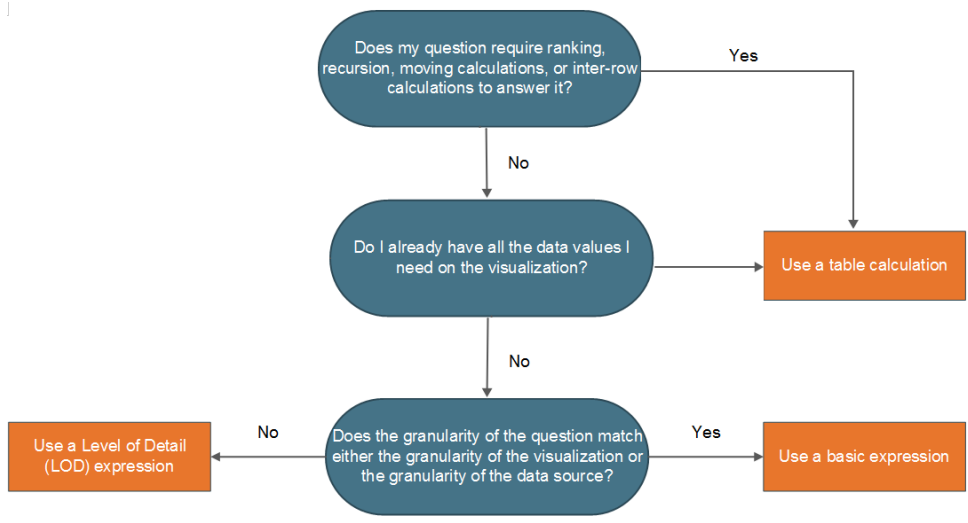 Does my question require ranking,
recursion, moving calculations, or inter-row
calculations to answer it?
Yes
No
Do I already have all the data values I
need on the visualization?
Use a table calculation
No
Does the granularity of the question match
either the granularity of the visualization or
the granularity of the data source?
No
Use a Level of Detail
(LOD) expression
Yes
Use a basic expression